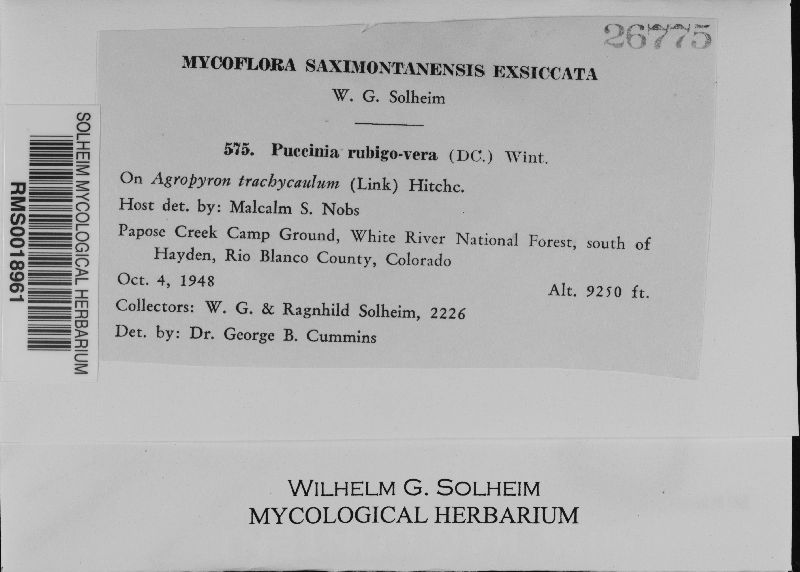 26775
MYCOFLORA SAXIMONTANENSIS EXSICCATA
W. G. Solheim
575. Puccinia rubigo-vera (DC.) Wint.
On Agropyron trachycaulum (Link) Hitchc.
Host det. by: Malcalm S. Nobs
Papose Creek Camp Ground, White River National Forest, south of
Hayden, Rio Blanco County, Colorado
Oct. 4, 1948 Alt. 9250 ft.
Collectors: W. G. & Ragnhild Solheim, 2226
Det. by: Dr. George B. Cummins
SOLHEIM MYCOLOGICAL HERBARIUM
RMS0018961
WILHELM G. SOLHEIM
MYCOLOGICAL HERBARIUM